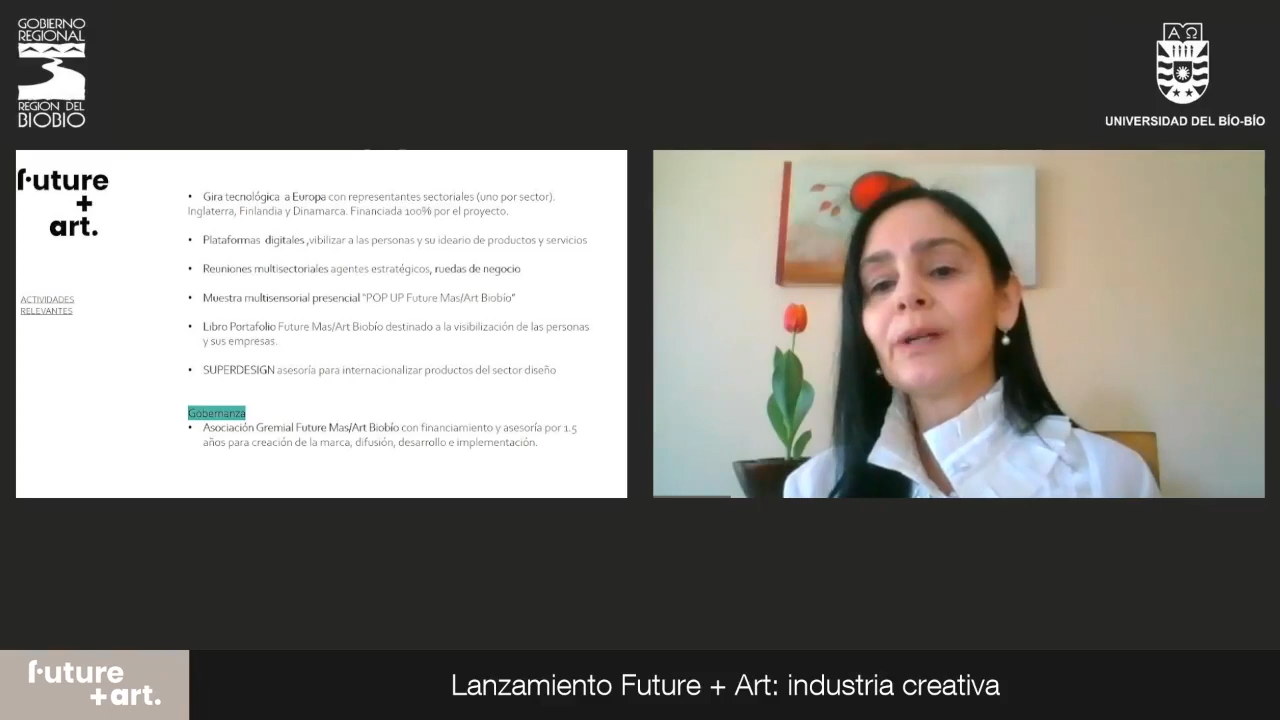 GOBIERNO
REGIONAL
REGIÓN DEL
BIOBIO
ΑΩ
UNIVERSIDAD DEL BÍO-BÍO
future
+
art.
ACTIVIDADES
RELEVANTES
• Gira tecnológica a Europa con representantes sectoriales (uno por sector).
Inglaterra, Finlandia y Dinamarca. Financiada 100% por el proyecto.
• Plataformas digitales ,vibilizar a las personas y su ideario de productos y servicios
• Reuniones multisectoriales agentes estratégicos, ruedas de negocio
• Muestra multisensorial presencial “POP UP Future Mas/Art Biobío”
• Libro Portafolio Future Mas/Art Biobío destinado a la visibilización de las personas
y sus empresas.
• SUPERDESIGN asesoría para internacionalizar productos del sector diseño
Gobernanza
• Asociación Gremial Future Mas/Art Biobío con financiamiento y asesoría por 1.5
años para creación de la marca, difusión, desarrollo e implementación.
future
+art.
Lanzamiento Future + Art: industria creativa